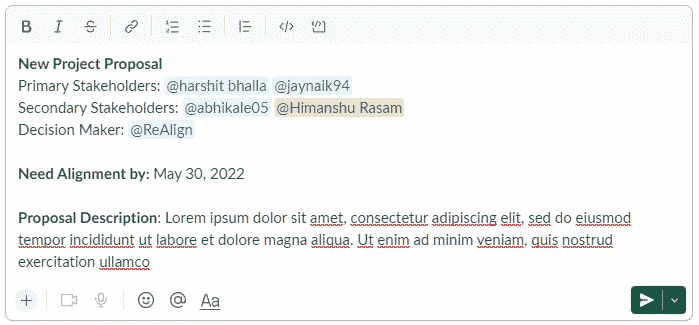 New Project Proposal
Primary Stakeholders: @harshit bhalla @jaynaik94
Secondary Stakeholders: @abhikale05 @Himanshu Rasam
Decision Maker: @ReAlign
Need Alignment by: May 30, 2022
Proposal Description: Lorem ipsum dolor sit amet, consectetur adipiscing elit, sed do eiusmod
tempor incididunt ut labore et dolore magna aliqua. Ut enim ad minim veniam, quis nostrud
exercitation ullamco
Aa